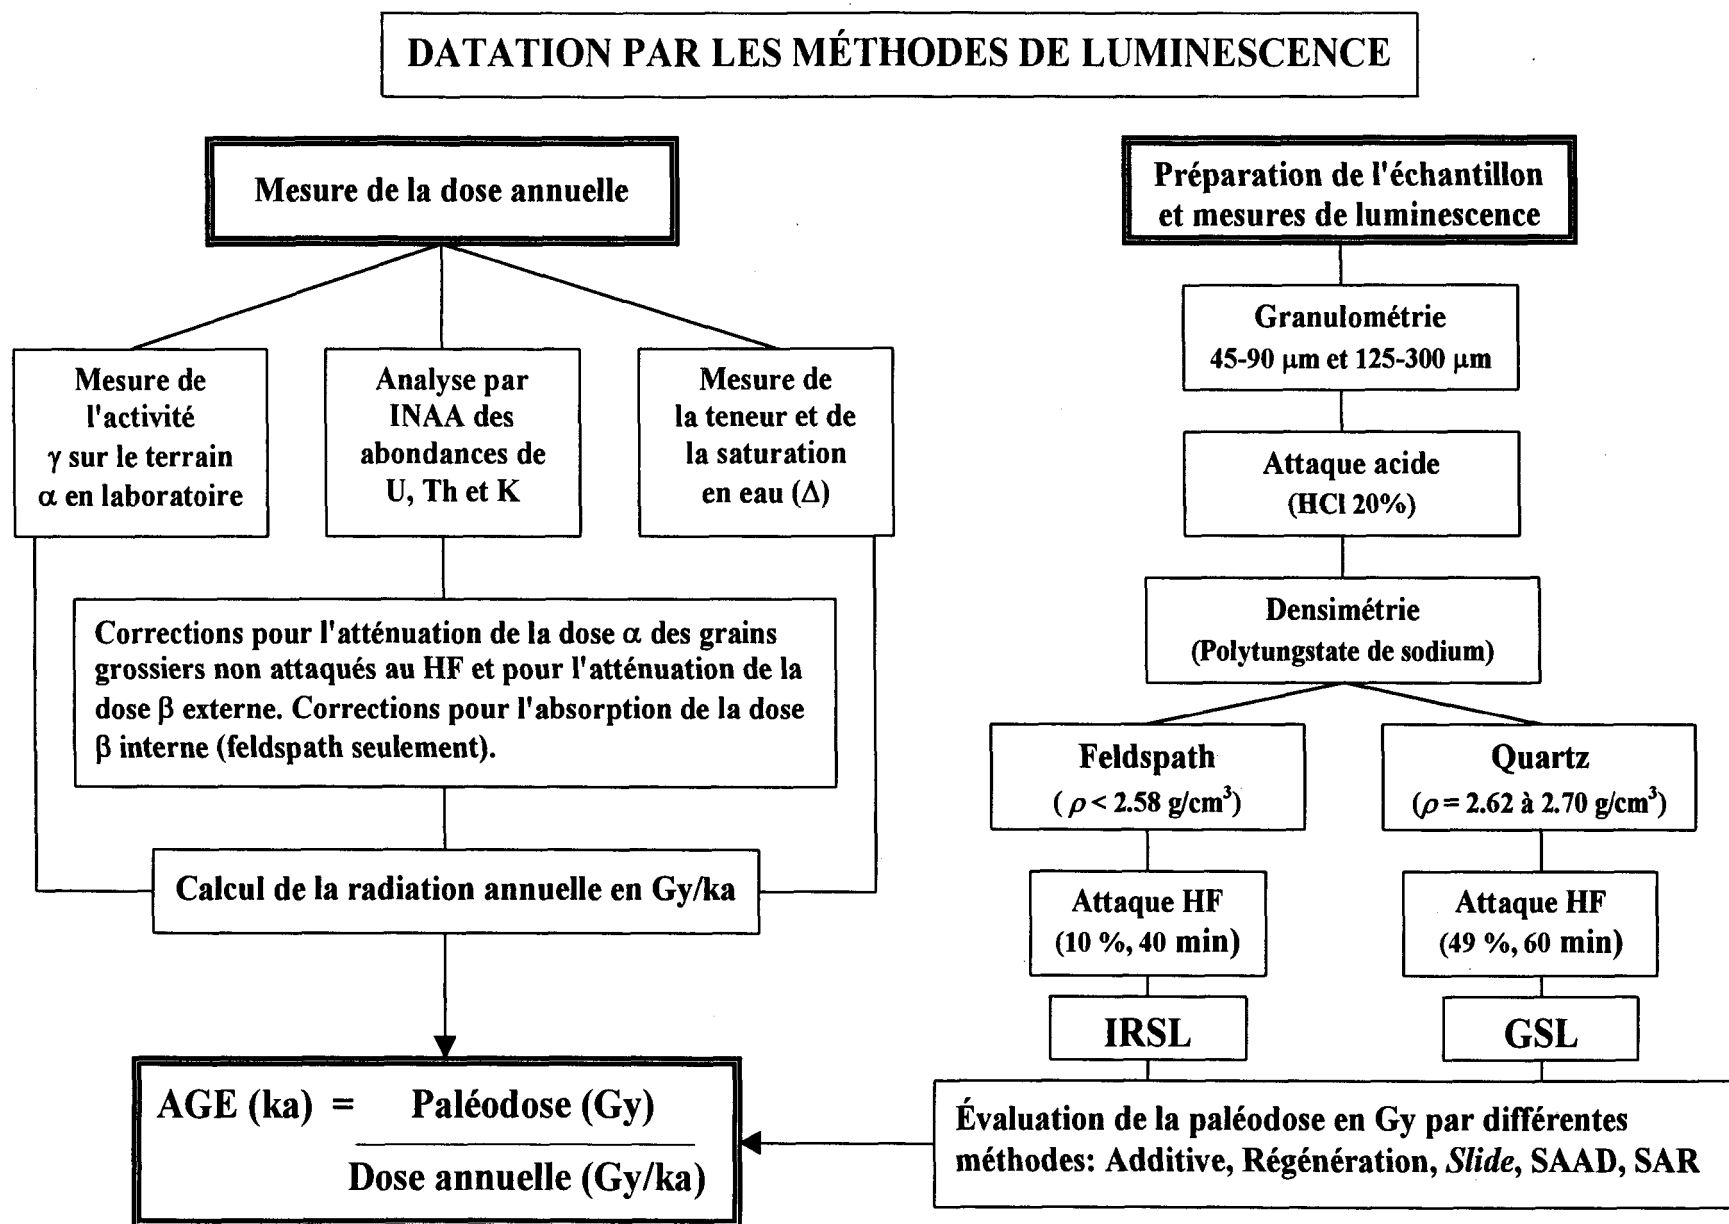 DATATION PAR LES MÉTHODES DE LUMINESCENCE
Mesure de la dose annuelle
Mesure de
l'activité
γ sur le terrain
α en laboratoire
Analyse par
INAA des
abondances de
U, Th et K
Mesure de
la teneur et de
la saturation
en eau (Δ)
Corrections pour l'atténuation de la dose α des grains
grossiers non attaqués au HF et pour l'atténuation de la
dose β externe. Corrections pour l'absorption de la dose
β interne (feldspath seulement).
Calcul de la radiation annuelle en Gy/ka
Préparation de l'échantillon
et mesures de luminescence
Granulométrie
45-90 μm et 125-300 μm
Attaque acide
(HCl 20%)
Densimétrie
(Polytungstate de sodium)
Feldspath
( ρ < 2.58 g/cm³)
Quartz
(ρ = 2.62 à 2.70 g/cm³)
Attaque HF
(10 %, 40 min)
Attaque HF
(49 %, 60 min)
IRSL
GSL
Évaluation de la paléodose en Gy par différentes
méthodes: Additive, Régénération, Slide, SAAD, SAR
AGE (ka) = Paléodose (Gy)
Dose annuelle (Gy/ka)